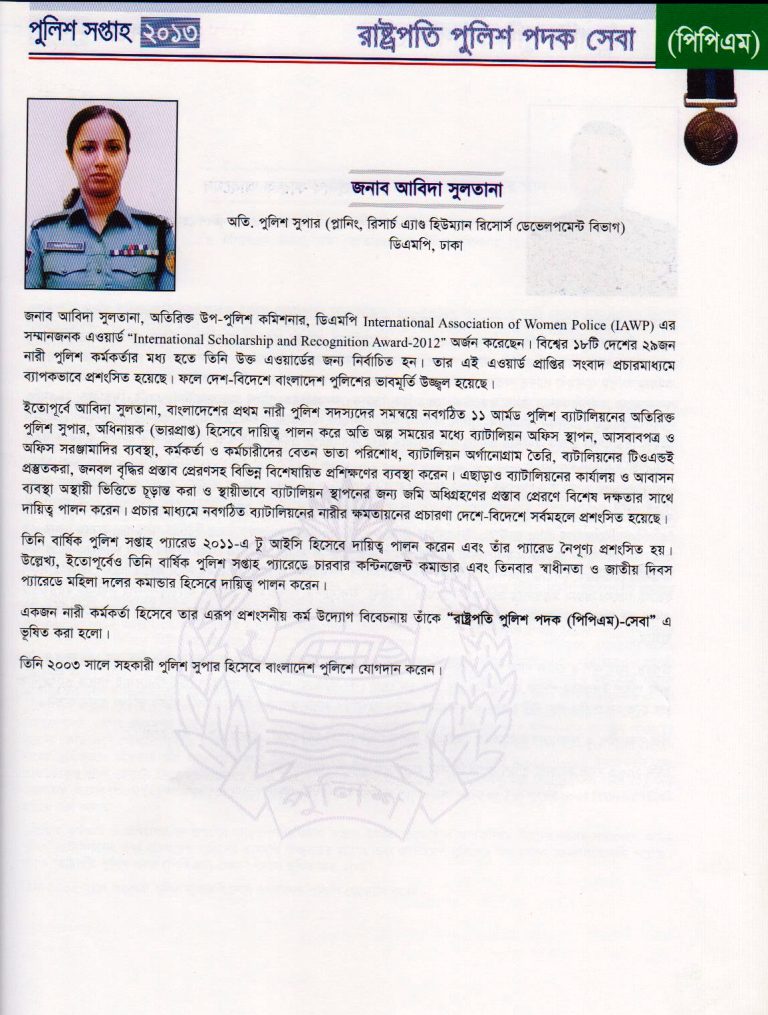 পুলিশ সপ্তাহ ২০১৩
রাষ্ট্রপতি পুলিশ পদক সেবা
(পিপিএম)
জনাব আবিদা সুলতানা
অতি. পুলিশ সুপার (প্লানিং, রিসার্চ এ্যাণ্ড হিউম্যান রিসোর্স ডেভেলপমেন্ট বিভাগ)
ডিএমপি, ঢাকা
জনাব আবিদা সুলতানা, অতিরিক্ত উপ-পুলিশ কমিশনার, ডিএমপি International Association of Women Police (IAWP) এর
সম্মানজনক এওয়ার্ড “International Scholarship and Recognition Award-2012” অর্জন করেছেন। বিশ্বের ১৮টি দেশের ২৯জন
নারী পুলিশ কর্মকর্তার মধ্য হতে তিনি উক্ত এওয়ার্ডের জন্য নির্বাচিত হন। তার এই এওয়ার্ড প্রাপ্তির সংবাদ প্রচারমাধ্যমে
ব্যাপকভাবে প্রশংসিত হয়েছে। ফলে দেশ-বিদেশে বাংলাদেশ পুলিশের ভাবমূর্তি উজ্জ্বল হয়েছে।
ইতোপূর্বে আবিদা সুলতানা, বাংলাদেশের প্রথম নারী পুলিশ সদস্যদের সমন্বয়ে নবগঠিত ১১ আর্মড পুলিশ ব্যাটালিয়নের অতিরিক্ত
পুলিশ সুপার, অধিনায়ক (ভারপ্রাপ্ত) হিসেবে দায়িত্ব পালন করে অতি অল্প সময়ের মধ্যে ব্যাটালিয়ন অফিস স্থাপন, আসবাবপত্র ও
অফিস সরঞ্জামাদির ব্যবস্থা, কর্মকর্তা ও কর্মচারীদের বেতন ভাতা পরিশোধ, ব্যাটালিয়ন অর্গানোগ্রাম তৈরি, ব্যটালিয়নের টিওএন্ডই
প্রস্তুতকরা, জনবল বৃদ্ধির প্রস্তাব প্রেরণসহ বিভিন্ন বিশেষায়িত প্রশিক্ষণের ব্যবস্থা করেন। এছাড়াও ব্যাটালিয়নের কার্যালয় ও আবাসন
ব্যবস্থা অস্থায়ী ভিত্তিতে চূড়ান্ত করা ও স্থায়ীভাবে ব্যাটালিয়ন স্থাপনের জন্য জমি অধিগ্রহণের প্রস্তাব প্রেরণে বিশেষ দক্ষতার সাথে
দায়িত্ব পালন করেন। প্রচার মাধ্যমে নবগঠিত ব্যাটালিয়নের নারীর ক্ষমতায়নের প্রচারণা দেশে-বিদেশে সর্বমহলে প্রশংসিত হয়েছে।
তিনি বার্ষিক পুলিশ সপ্তাহ প্যারেড ২০১১-এ টু আইসি হিসেবে দায়িত্ব পালন করেন এবং তাঁর প্যারেড নৈপূণ্য প্রশংসিত হয়।
উল্লেখ্য, ইতোপূর্বেও তিনি বার্ষিক পুলিশ সপ্তাহ প্যারেডে চারবার কন্টিনজেন্ট কমান্ডার এবং তিনবার স্বাধীনতা ও জাতীয় দিবস
প্যারেডে মহিলা দলের কমান্ডার হিসেবে দায়িত্ব পালন করেন।
একজন নারী কর্মকর্তা হিসেবে তার এরূপ প্রশংসনীয় কর্ম উদ্যোগ বিবেচনায় তাঁকে “রাষ্ট্রপতি পুলিশ পদক (পিপিএম)-সেবা” এ
ভূষিত করা হলো।
তিনি ২০০৩ সালে সহকারী পুলিশ সুপার হিসেবে বাংলাদেশ পুলিশে যোগদান করেন।
পুলিশ